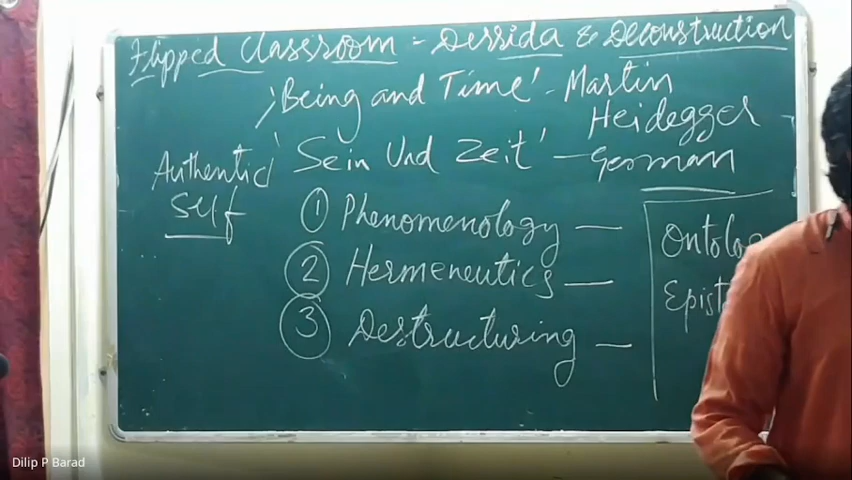 Flipped Classroom - Derrida & Deconstruction
'Being and Time' - Martin
Heidegger
'Sein Und Zeit' - German
Authentic
Self
① Phenomenology -
② Hermeneutics -
③ Destructuring -
Ontolog
Epist
Dilip P Barad